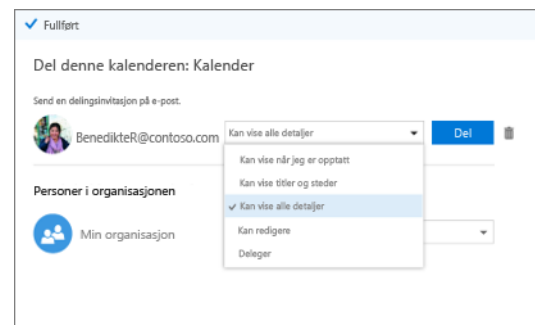 Fullført
Del denne kalenderen: Kalender
Send en delingsinvitasjon på e-post.
BenedikteR@contoso.com
Kan vise alle detaljer
Del
Kan vise når jeg er opptatt
Kan vise titler og steder
Kan vise alle detaljer
Kan redigere
Deleger
Personer i organisasjonen
Min organisasjon